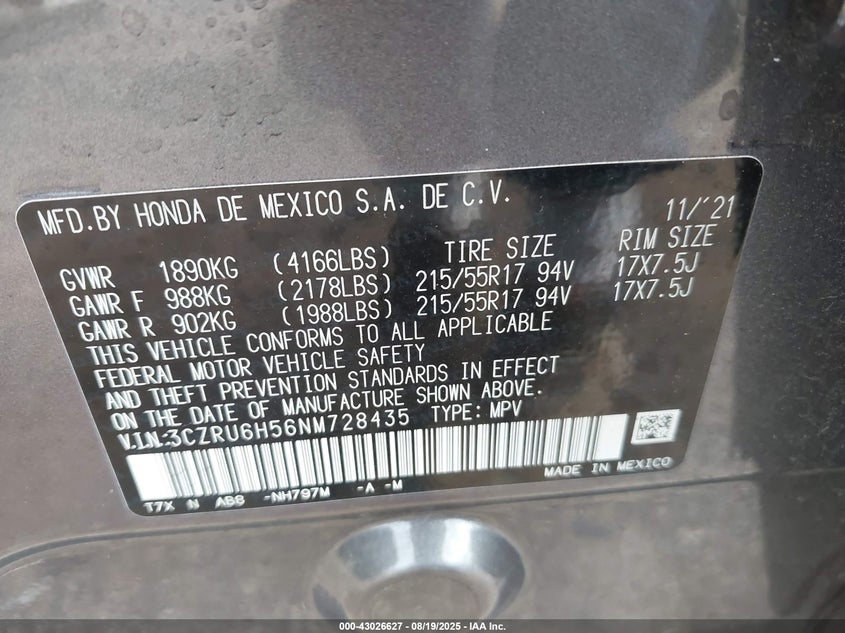 MFD.BY HONDA DE MEXICO S.A. DE C.V. 11/'21
GVWR 1890KG (4166LBS) TIRE SIZE RIM SIZE
GAWR F 988KG (2178LBS) 215/55R17 94V 17X7.5J
GAWR R 902KG (1988LBS) 215/55R17 94V 17X7.5J
THIS VEHICLE CONFORMS TO ALL APPLICABLE
FEDERAL MOTOR VEHICLE SAFETY
AND THEFT PREVENTION STANDARDS IN EFFECT
ON THE DATE OF MANUFACTURE SHOWN ABOVE.
V.I.N.:3CZRU6H56NM728435 TYPE: MPV
MADE IN MEXICO
T7X N AB8 -NH797M -A -M
000-43026627 - 08/19/2025 - IAA Inc.